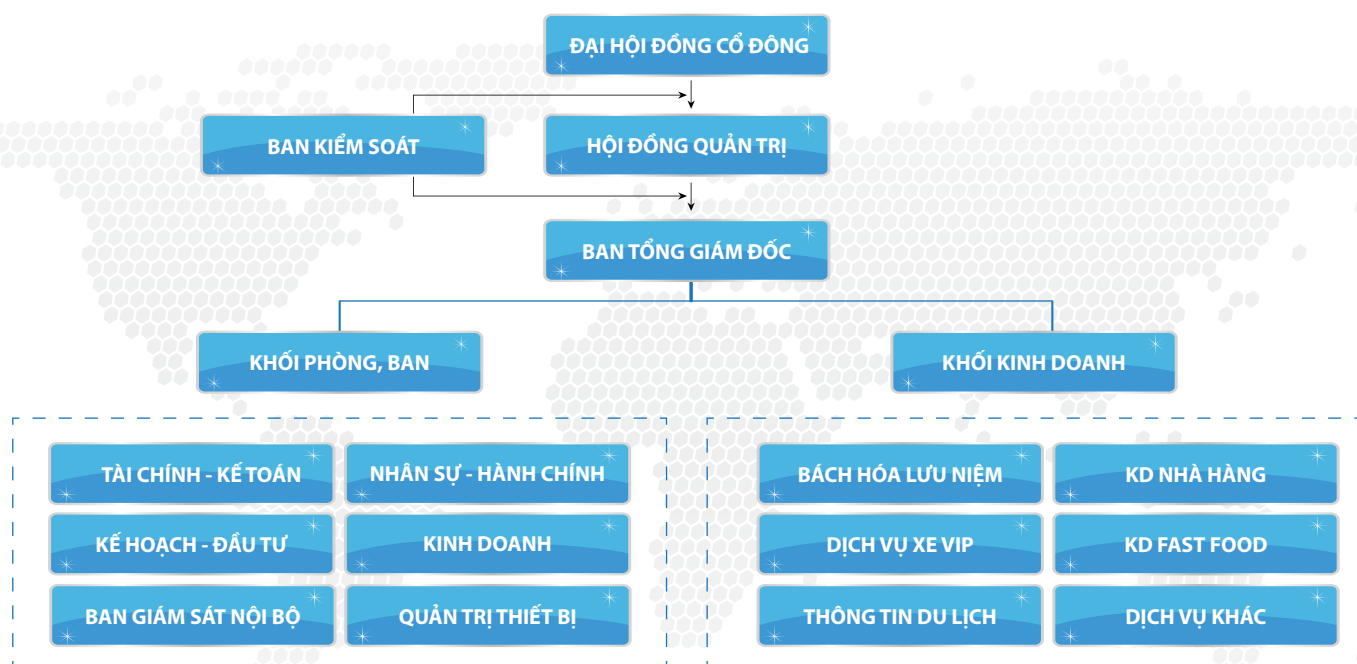 ĐẠI HỘI ĐỒNG CỔ ĐÔNG
BAN KIỂM SOÁT
HỘI ĐỒNG QUẢN TRỊ
BAN TỔNG GIÁM ĐỐC
KHỐI PHÒNG, BAN
KHỐI KINH DOANH
TÀI CHÍNH - KẾ TOÁN
NHÂN SỰ - HÀNH CHÍNH
KẾ HOẠCH - ĐẦU TƯ
KINH DOANH
BAN GIÁM SÁT NỘI BỘ
QUẢN TRỊ THIẾT BỊ
BÁCH HÓA LƯU NIỆM
KD NHÀ HÀNG
DỊCH VỤ XE VIP
KD FAST FOOD
THÔNG TIN DU LỊCH
DỊCH VỤ KHÁC